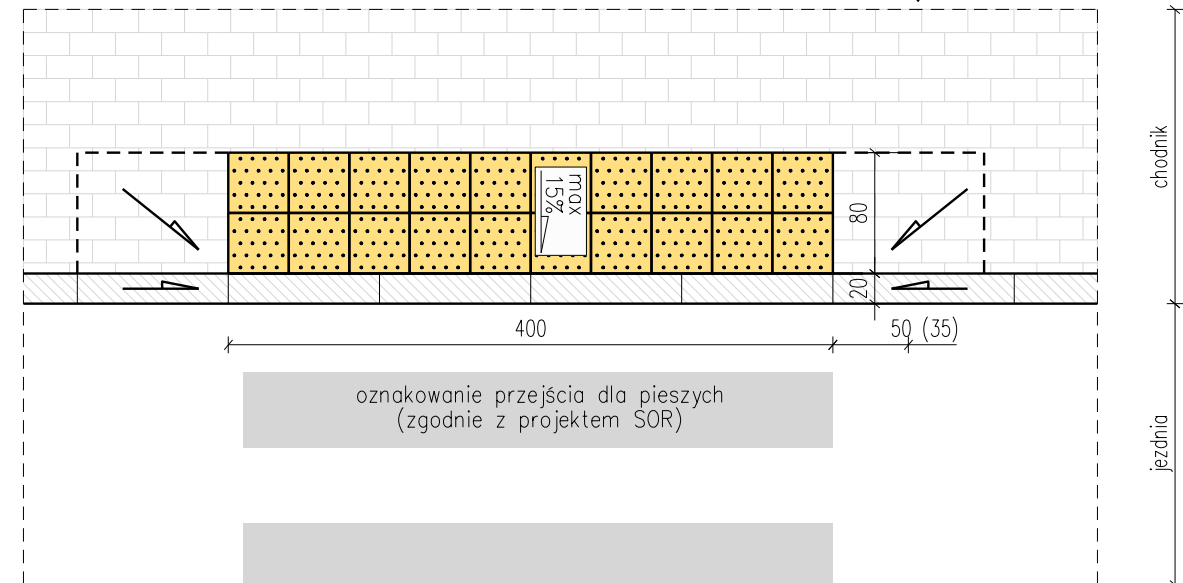 chodnik
max
15%
80
20
400
50 (35)
oznakowanie przejścia dla pieszych
(zgodnie z projektem SOR)
jezdnia